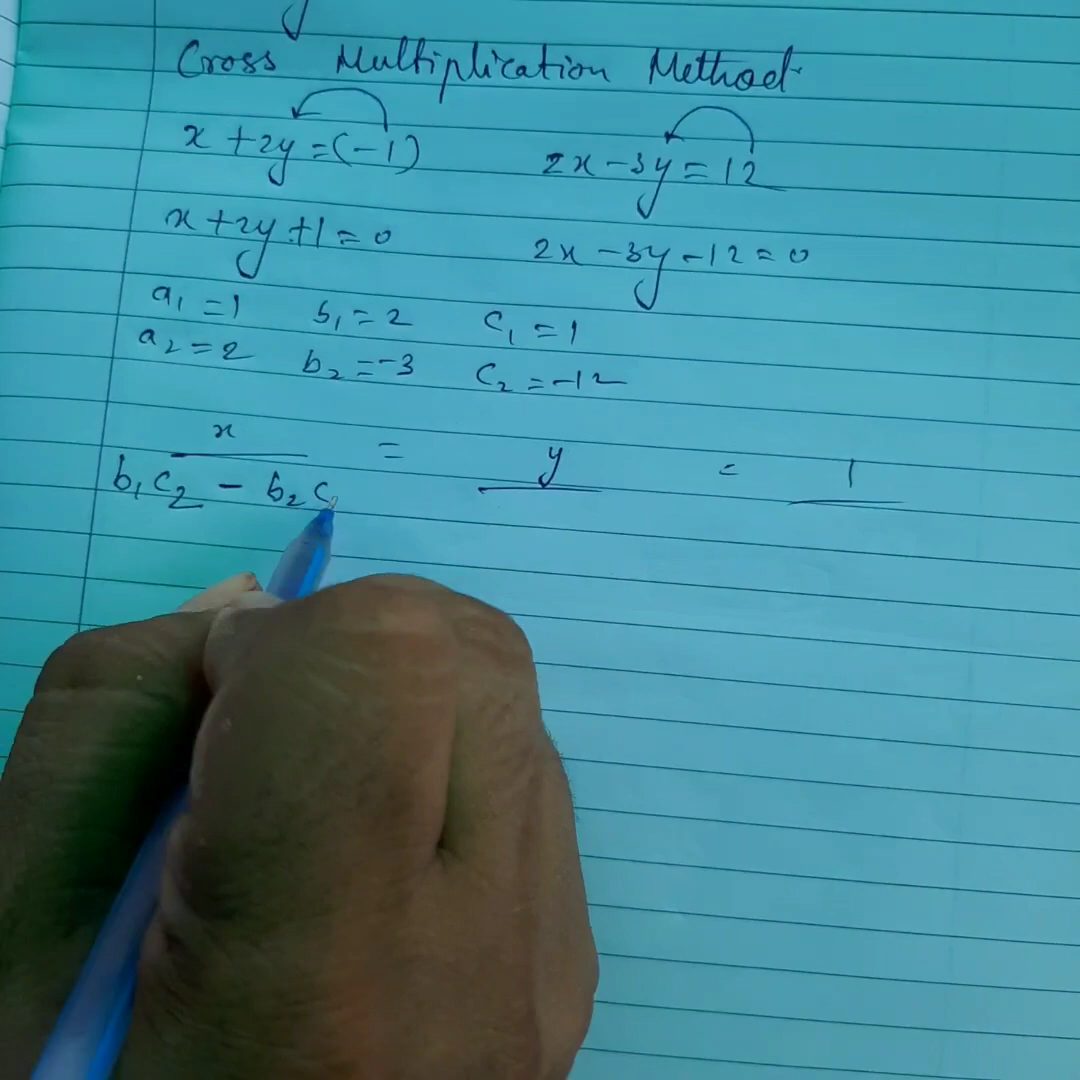 Cross Multiplication Method
x + 2y = (-1) 2x - 3y = 12
x + 2y + 1 = 0 2x - 3y - 12 = 0
a₁ = 1 b₁ = 2 c₁ = 1
a₂ = 2 b₂ = -3 c₂ = -12
x = y = 1
b₁c₂ - b₂c